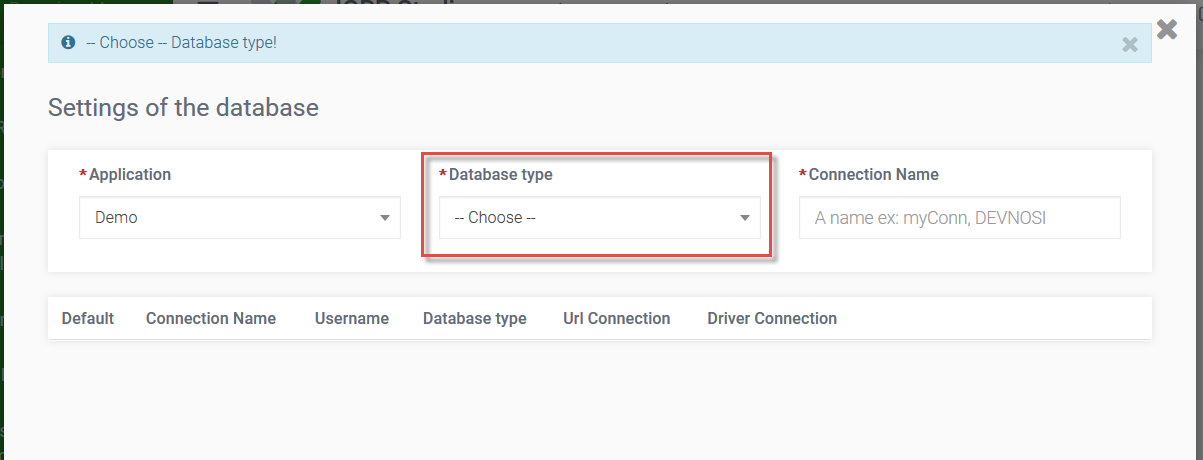 -- Choose -- Database type!
Settings of the database
*Application
*Database type
*Connection Name
Demo
-- Choose --
A name ex: myConn, DEVNOSI
Default Connection Name Username Database type Url Connection Driver Connection